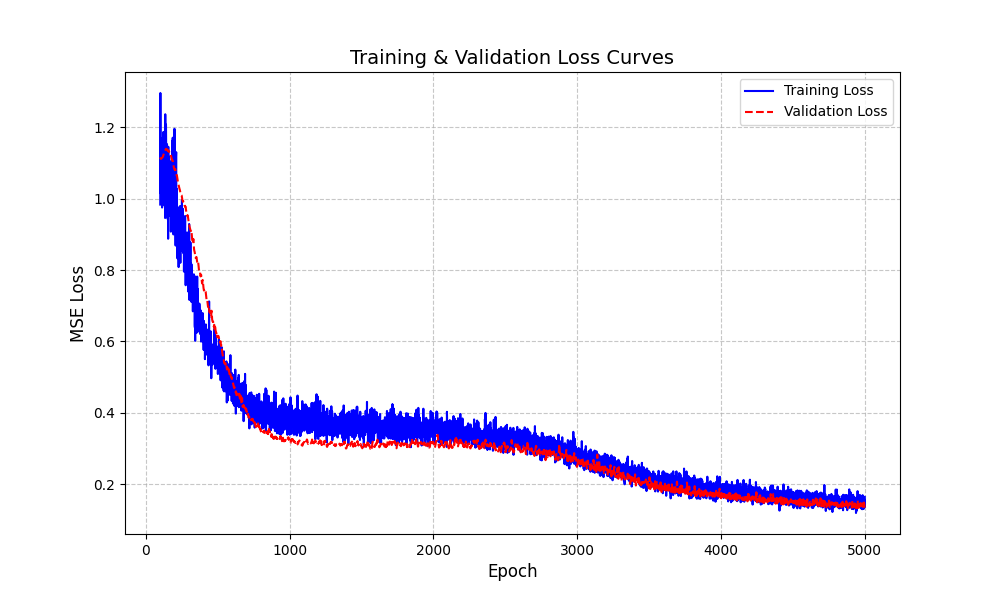 Training & Validation Loss Curves
Training Loss
Validation Loss
MSE Loss
1.2
1.0
0.8
0.6
0.4
0.2
0 1000 2000 3000 4000 5000
Epoch